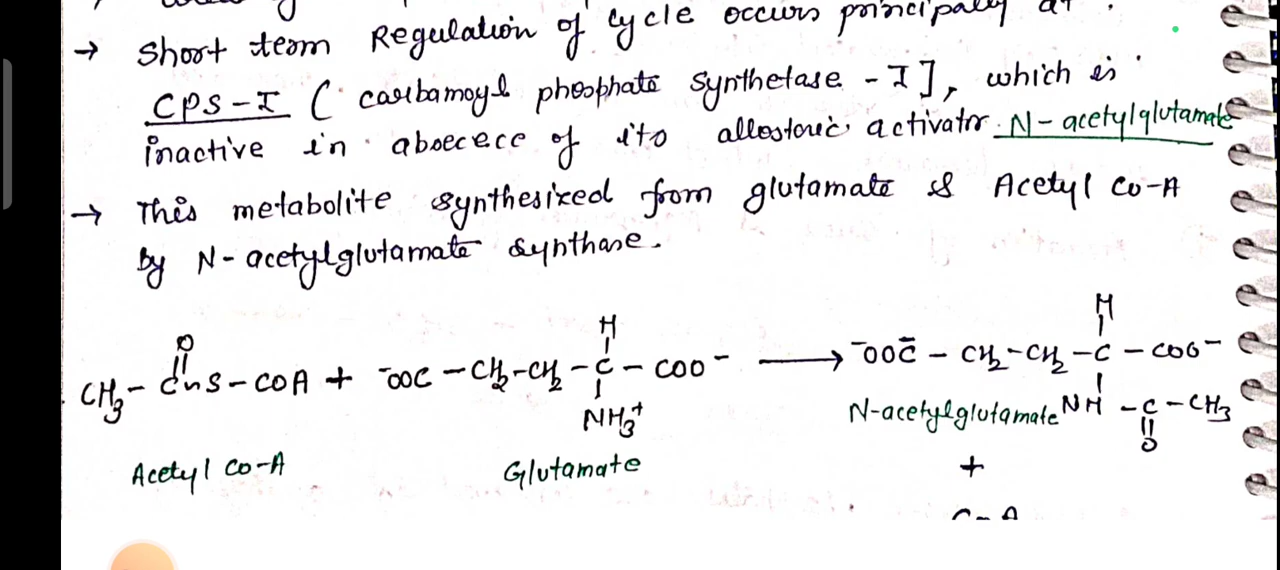 → Short term Regulation of cycle occurs principally at
CPS-I (carbamoyl phosphate synthetase - I], which is
inactive in absecece of its allosteric activator N-acetylglutamate
→ This metabolite synthesized from glutamate & Acetyl Co-A
by N-acetylglutamate synthase.
H H
O
CH3- C~S-COA + -OOC-CH2-CH2-C-COO- → -OOC-CH2-CH2-C-COO-
NH3+ N-acetylglutamate NH-C-CH3
O
Acetyl Co-A Glutamate +